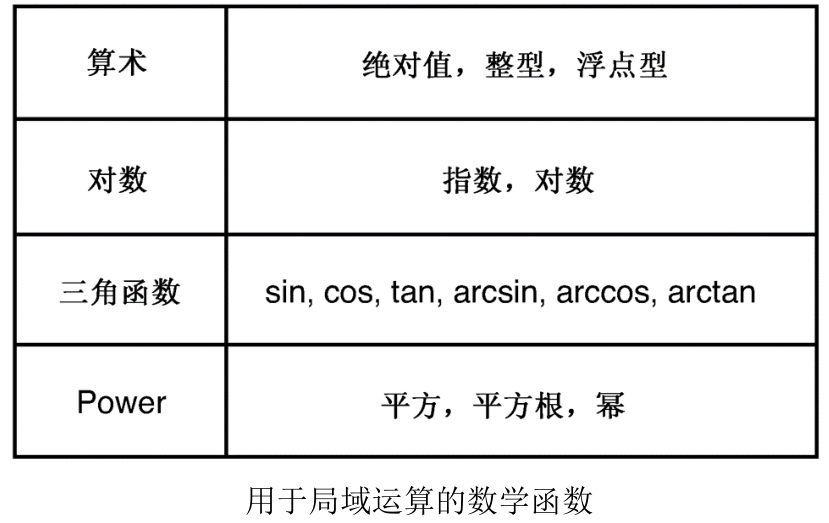 算术 绝对值，整型，浮点型
对数 指数，对数
三角函数 sin, cos, tan, arcsin, arccos, arctan
Power 平方，平方根，幂
用于局域运算的数学函数